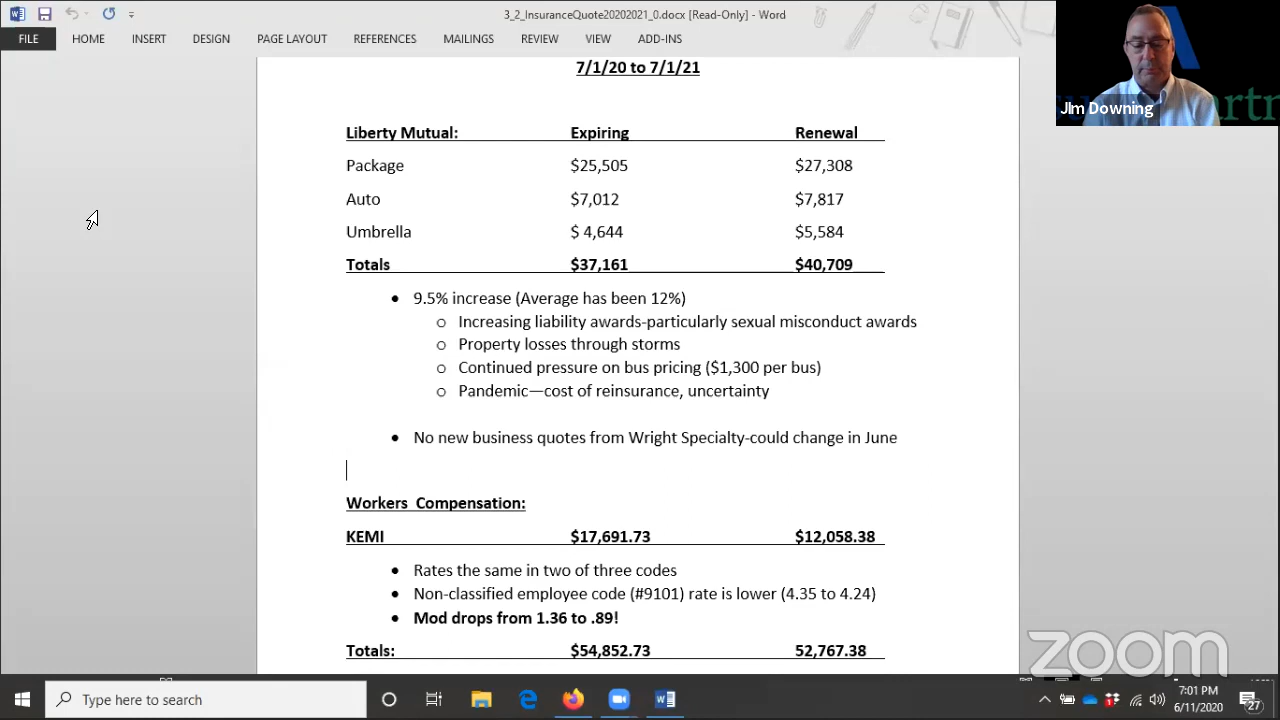 3_2_InsuranceQuote20202021_0.docx [Read-Only] - Word
FILE HOME INSERT DESIGN PAGE LAYOUT REFERENCES MAILINGS REVIEW VIEW ADD-INS
7/1/20 to 7/1/21
JIm Downing
Liberty Mutual: Expiring Renewal
Package $25,505 $27,308
Auto $7,012 $7,817
Umbrella $ 4,644 $5,584
Totals $37,161 $40,709
• 9.5% increase (Average has been 12%)
o Increasing liability awards-particularly sexual misconduct awards
o Property losses through storms
o Continued pressure on bus pricing ($1,300 per bus)
o Pandemic—cost of reinsurance, uncertainty
• No new business quotes from Wright Specialty-could change in June
Workers Compensation:
KEMI $17,691.73 $12,058.38
• Rates the same in two of three codes
• Non-classified employee code (#9101) rate is lower (4.35 to 4.24)
• Mod drops from 1.36 to .89!
Totals: $54,852.73 52,767.38
zoom
Type here to search
7:01 PM
6/11/2020
27